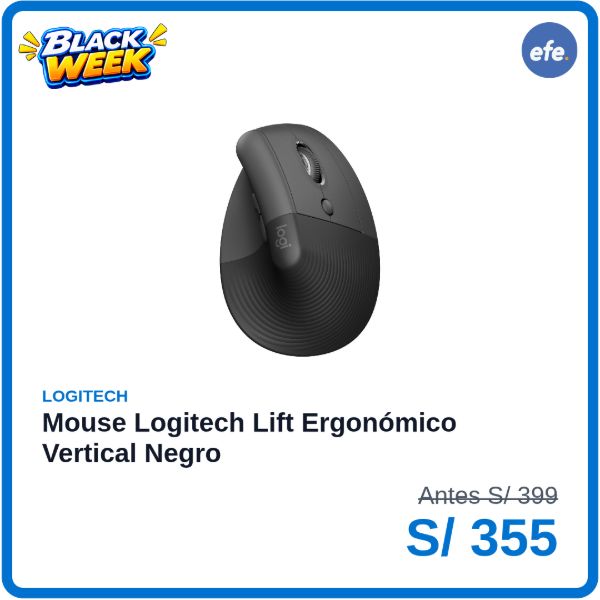 BLACK
WEEK
efe.
logi
LOGITECH
Mouse Logitech Lift Ergonómico
Vertical Negro
Antes S/ 399
S/ 355